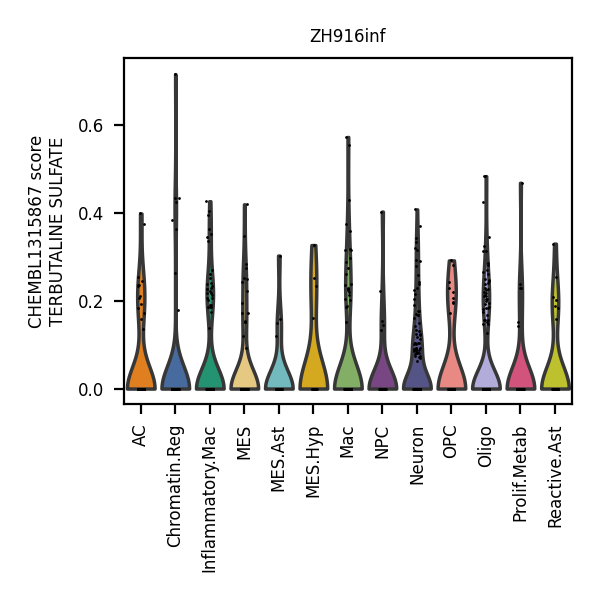 ZH916inf
CHEMBL1315867 score
TERBUTALINE SULFATE
0.6
0.4
0.2
0.0
AC
Chromatin.Reg
Inflammatory.Mac
MES
MES.Ast
MES.Hyp
Mac
NPC
Neuron
OPC
Oligo
Prolif.Metab
Reactive.Ast